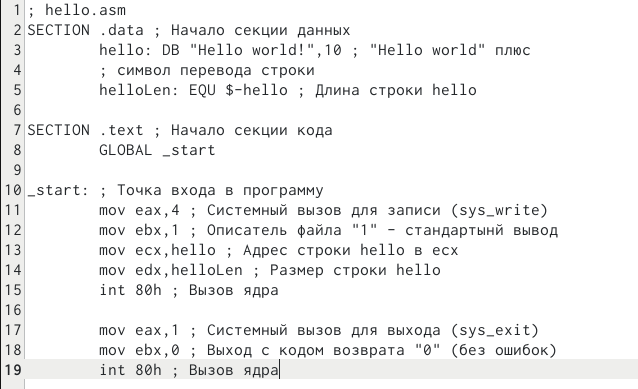 1 ; hello.asm
2 SECTION .data ; Начало секции данных
3 hello: DB "Hello world!",10 ; "Hello world" плюс
4 ; символ перевода строки
5 helloLen: EQU $-hello ; Длина строки hello
6
7 SECTION .text ; Начало секции кода
8 GLOBAL _start
9
10 _start: ; Точка входа в программу
11 mov eax,4 ; Системный вызов для записи (sys_write)
12 mov ebx,1 ; Описатель файла "1" - стандартынй вывод
13 mov ecx,hello ; Адрес строки hello в ecx
14 mov edx,helloLen ; Размер строки hello
15 int 80h ; Вызов ядра
16
17 mov eax,1 ; Системный вызов для выхода (sys_exit)
18 mov ebx,0 ; Выход с кодом возврата "0" (без ошибок)
19 int 80h ; Вызов ядра